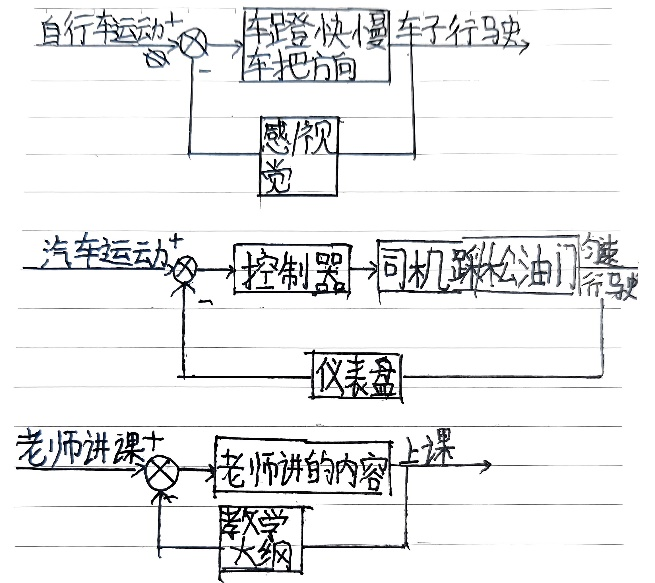 自行车运动 + 车蹬快慢 车子行驶
- 车把方向
感/视
觉
汽车运动 + 控制器 司机踩松油门 匀速
- 行驶
仪表盘
老师讲课 + 老师讲的内容 上课
-
教学
大纲